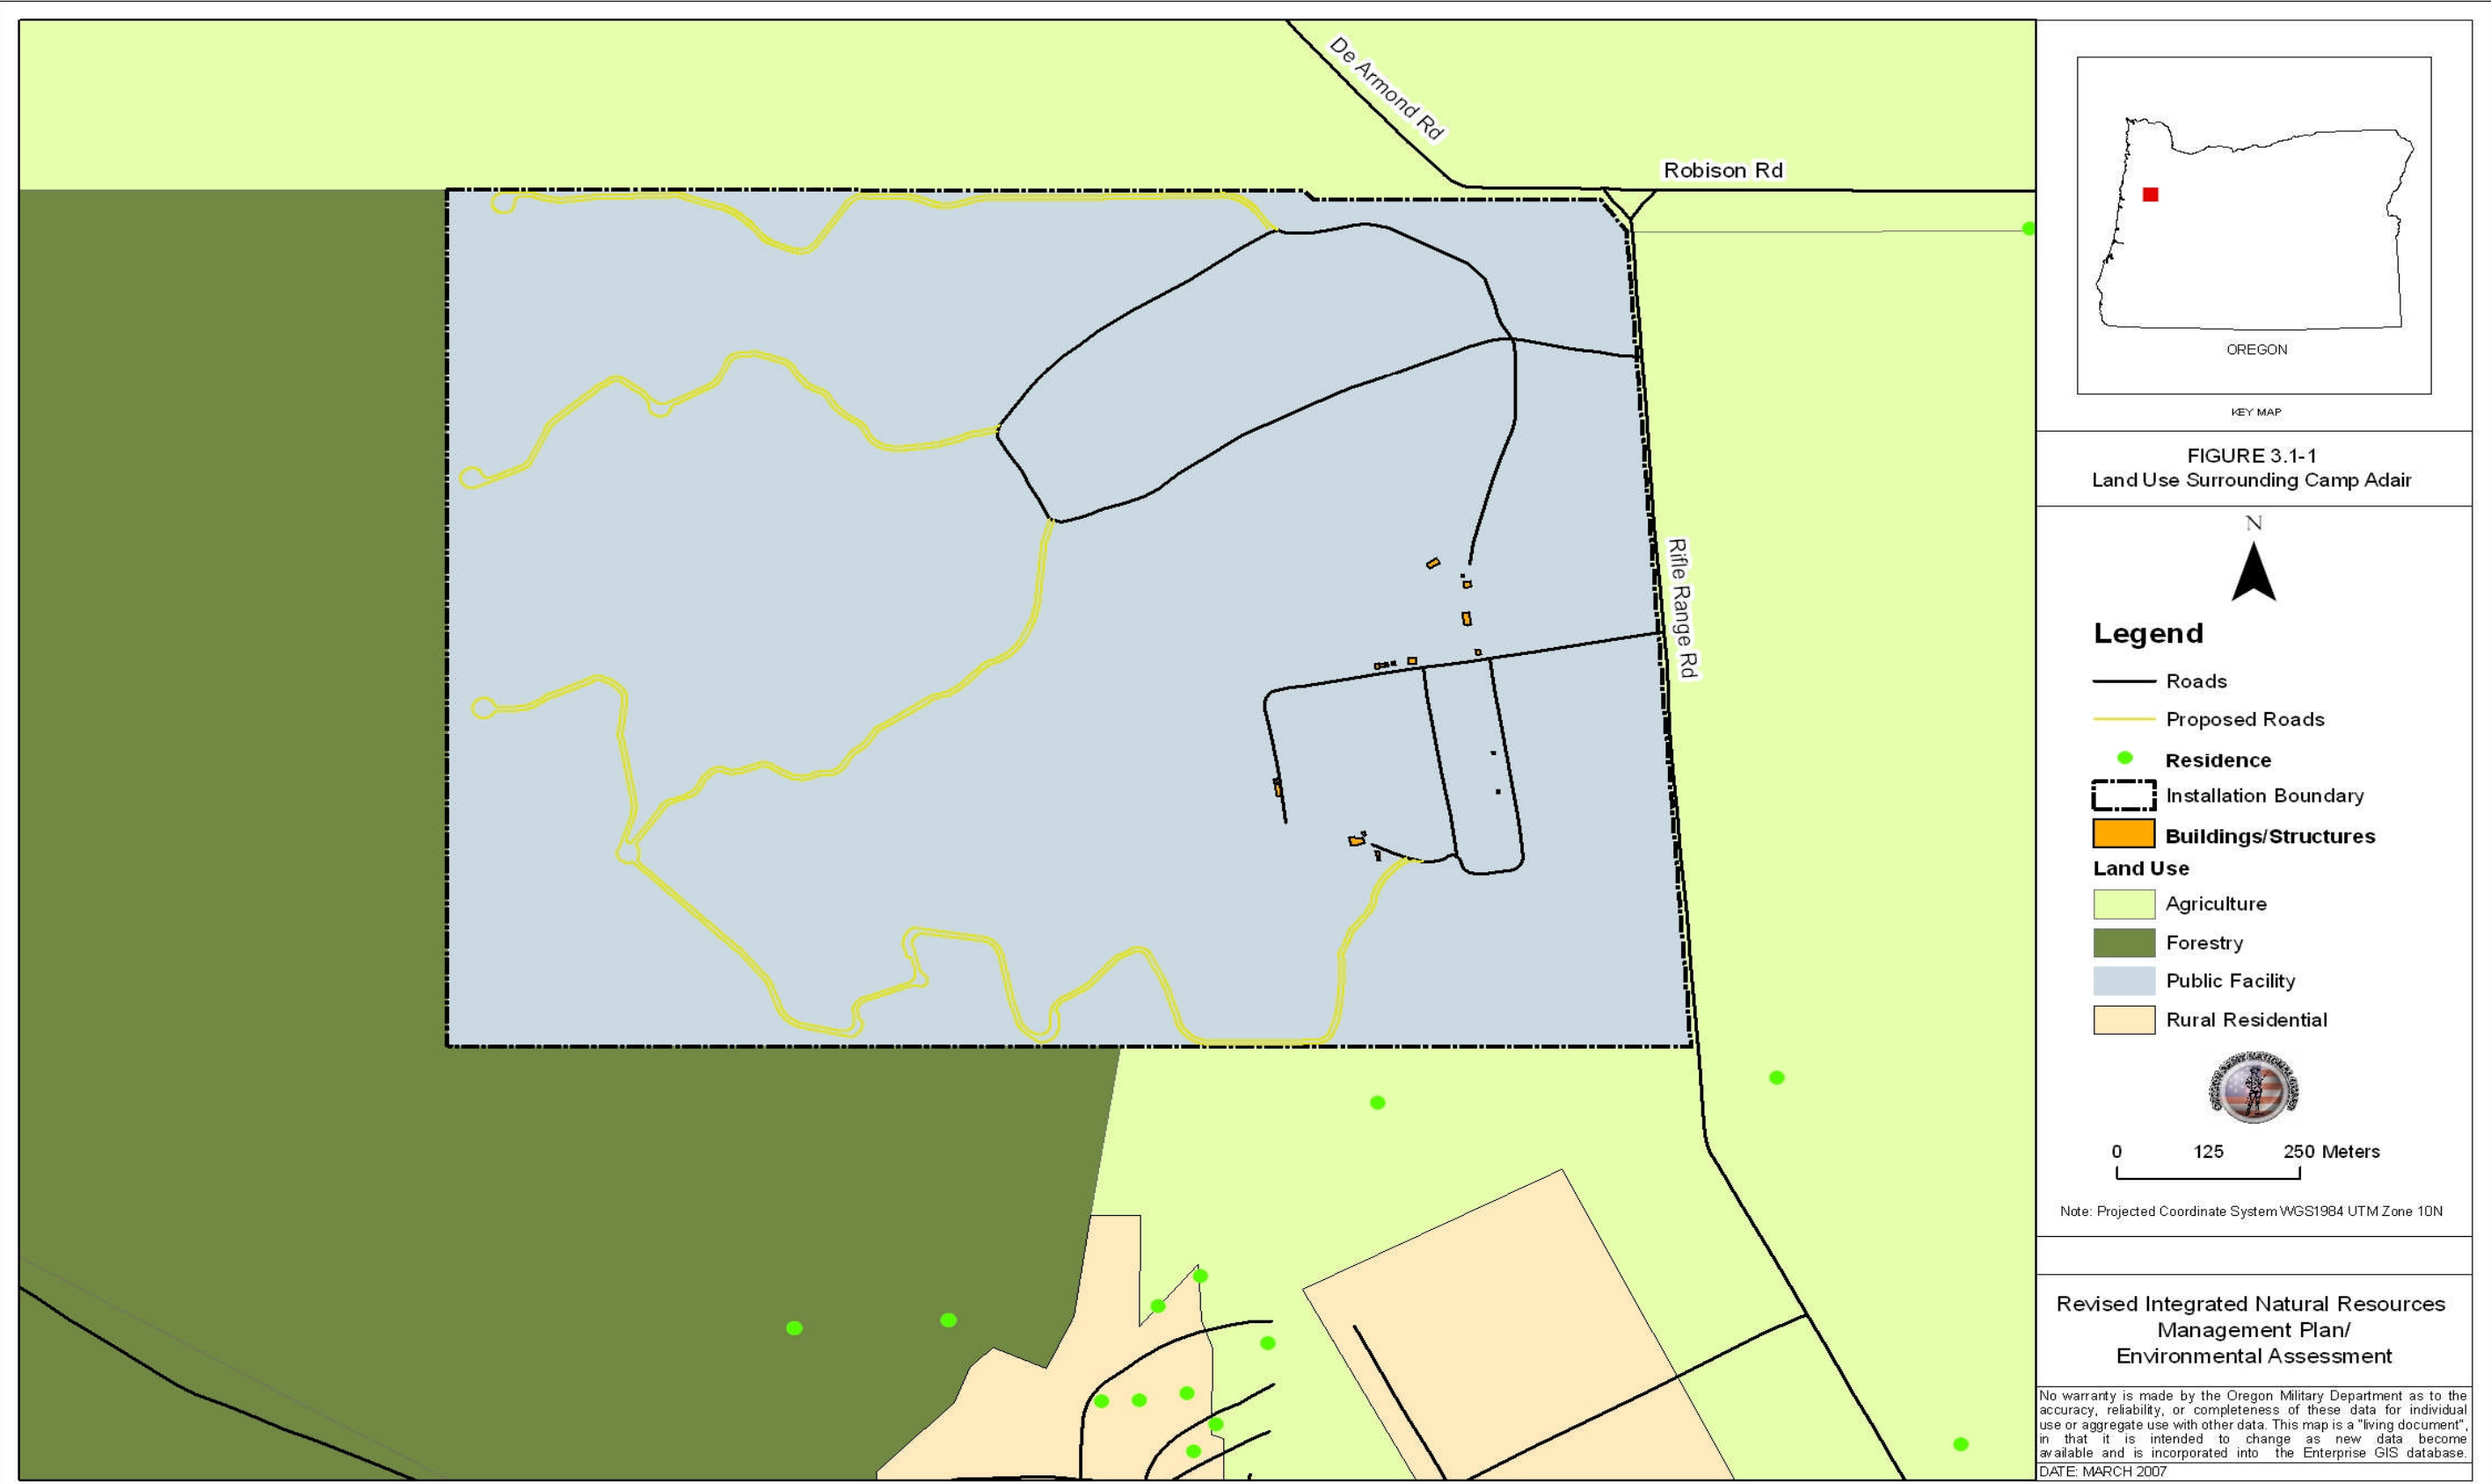 De Armond Rd
Robison Rd
Rifle Range Rd
OREGON
KEY MAP
FIGURE 3.1-1
Land Use Surrounding Camp Adair
N
Legend
Roads
Proposed Roads
Residence
Installation Boundary
Buildings/Structures
Land Use
Agriculture
Forestry
Public Facility
Rural Residential
OREGON ARMY NATIONAL GUARD
0 125 250 Meters
Note: Projected Coordinate System WGS1984 UTM Zone 10N
Revised Integrated Natural Resources
Management Plan/
Environmental Assessment
No warranty is made by the Oregon Military Department as to the
accuracy, reliability, or completeness of these data for individual
use or aggregate use with other data. This map is a "living document",
in that it is intended to change as new data become
available and is incorporated into the Enterprise GIS database.
DATE: MARCH 2007